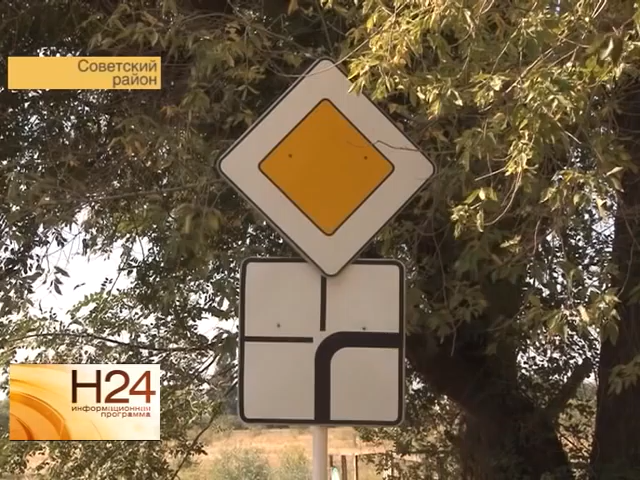 Советский
район
Н24
информационная
программа